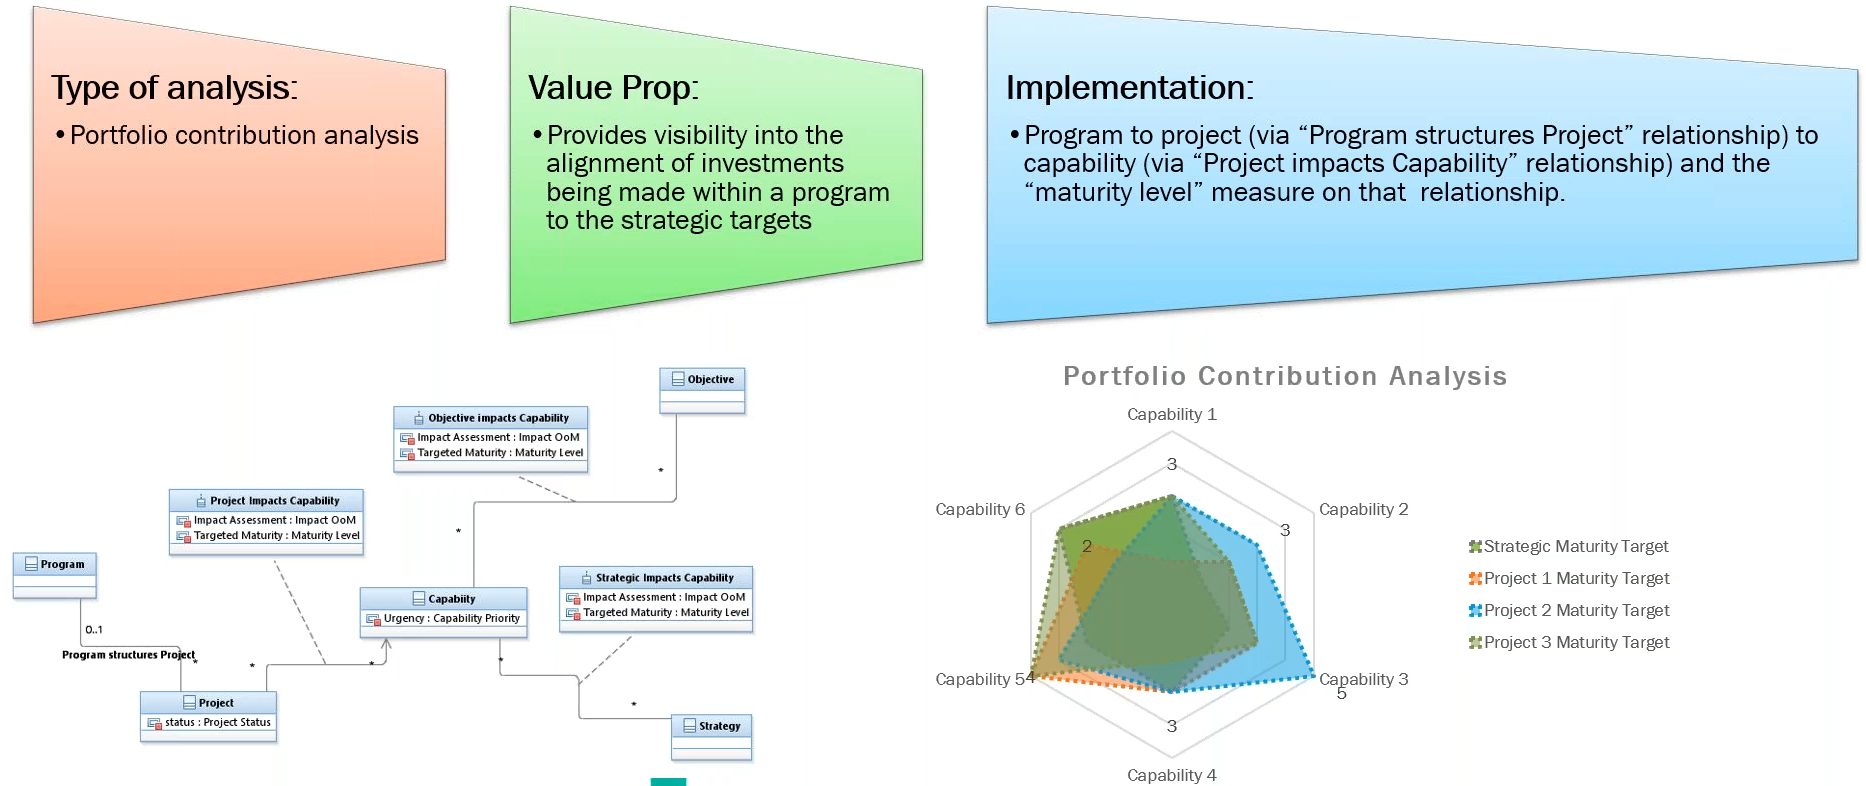 Type of analysis:
•Portfolio contribution analysis
Value Prop:
•Provides visibility into the
alignment of investments
being made within a program
to the strategic targets
Implementation:
•Program to project (via “Program structures Project” relationship) to
capability (via “Project impacts Capability” relationship) and the
“maturity level” measure on that relationship.
Objective
Objective impacts Capability
Impact Assessment : Impact OoM
Targeted Maturity : Maturity Level
*
Project Impacts Capability
Impact Assessment : Impact OoM
Targeted Maturity : Maturity Level
*
Program
0..1
Program structures Project
*
Capabiity
Urgency : Capability Priority
Strategic Impacts Capability
Impact Assessment : Impact OoM
Targeted Maturity : Maturity Level
*
*
*
*
Project
status : Project Status
Strategy
Portfolio Contribution Analysis
Capability 1
3
Capability 6
Capability 2
3
2
Capability 5
4
Capability 3
5
3
Capability 4
Strategic Maturity Target
Project 1 Maturity Target
Project 2 Maturity Target
Project 3 Maturity Target